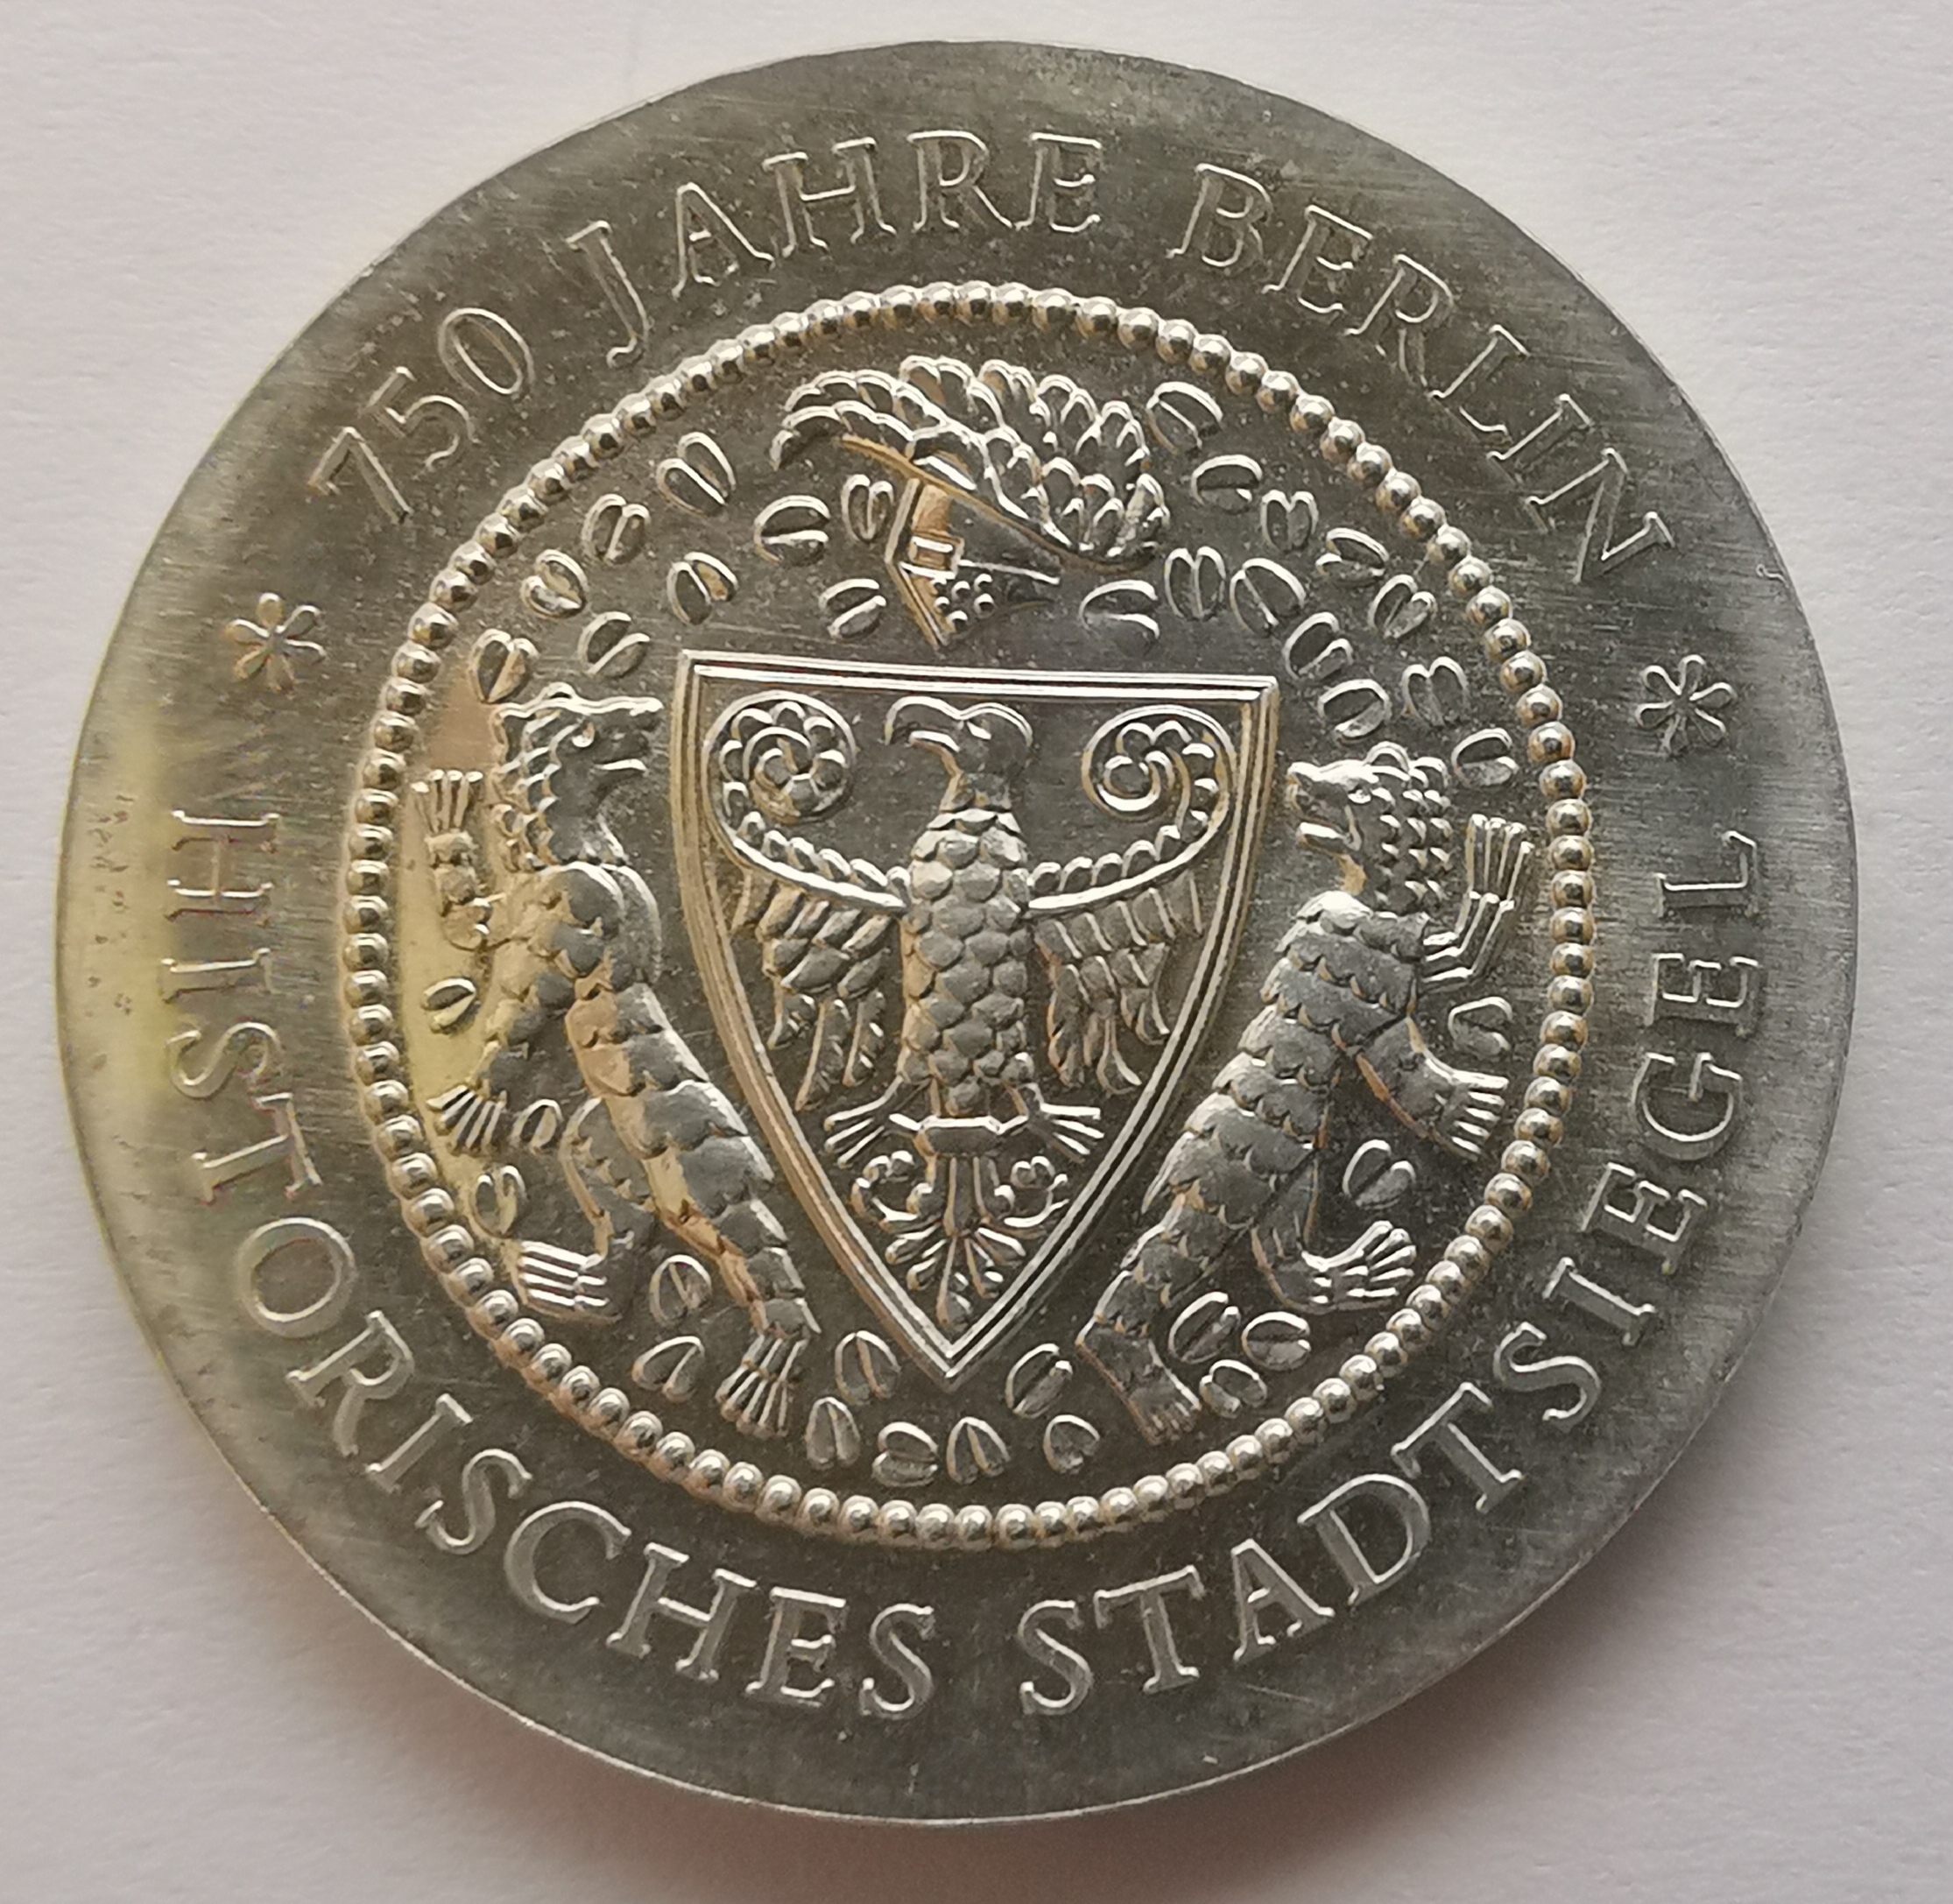 * 750 JAHRE BERLIN *
HISTORISCHES STADTSIEGEL